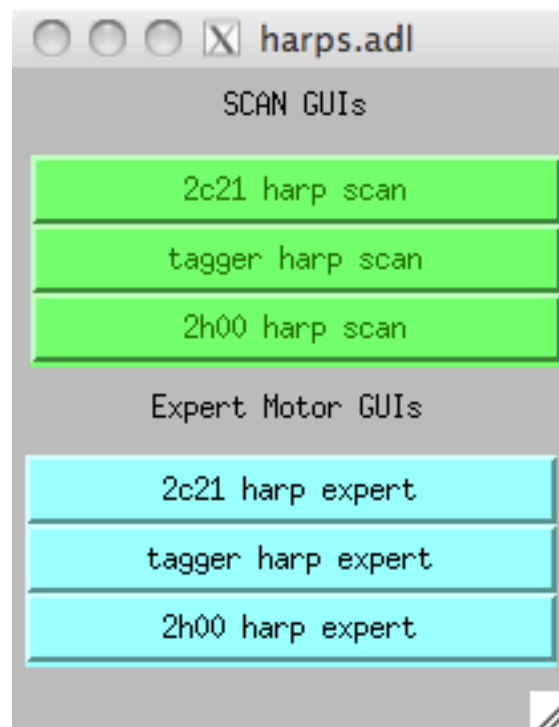 harps.adl
SCAN GUIs
2c21 harp scan
tagger harp scan
2h00 harp scan
Expert Motor GUIs
2c21 harp expert
tagger harp expert
2h00 harp expert